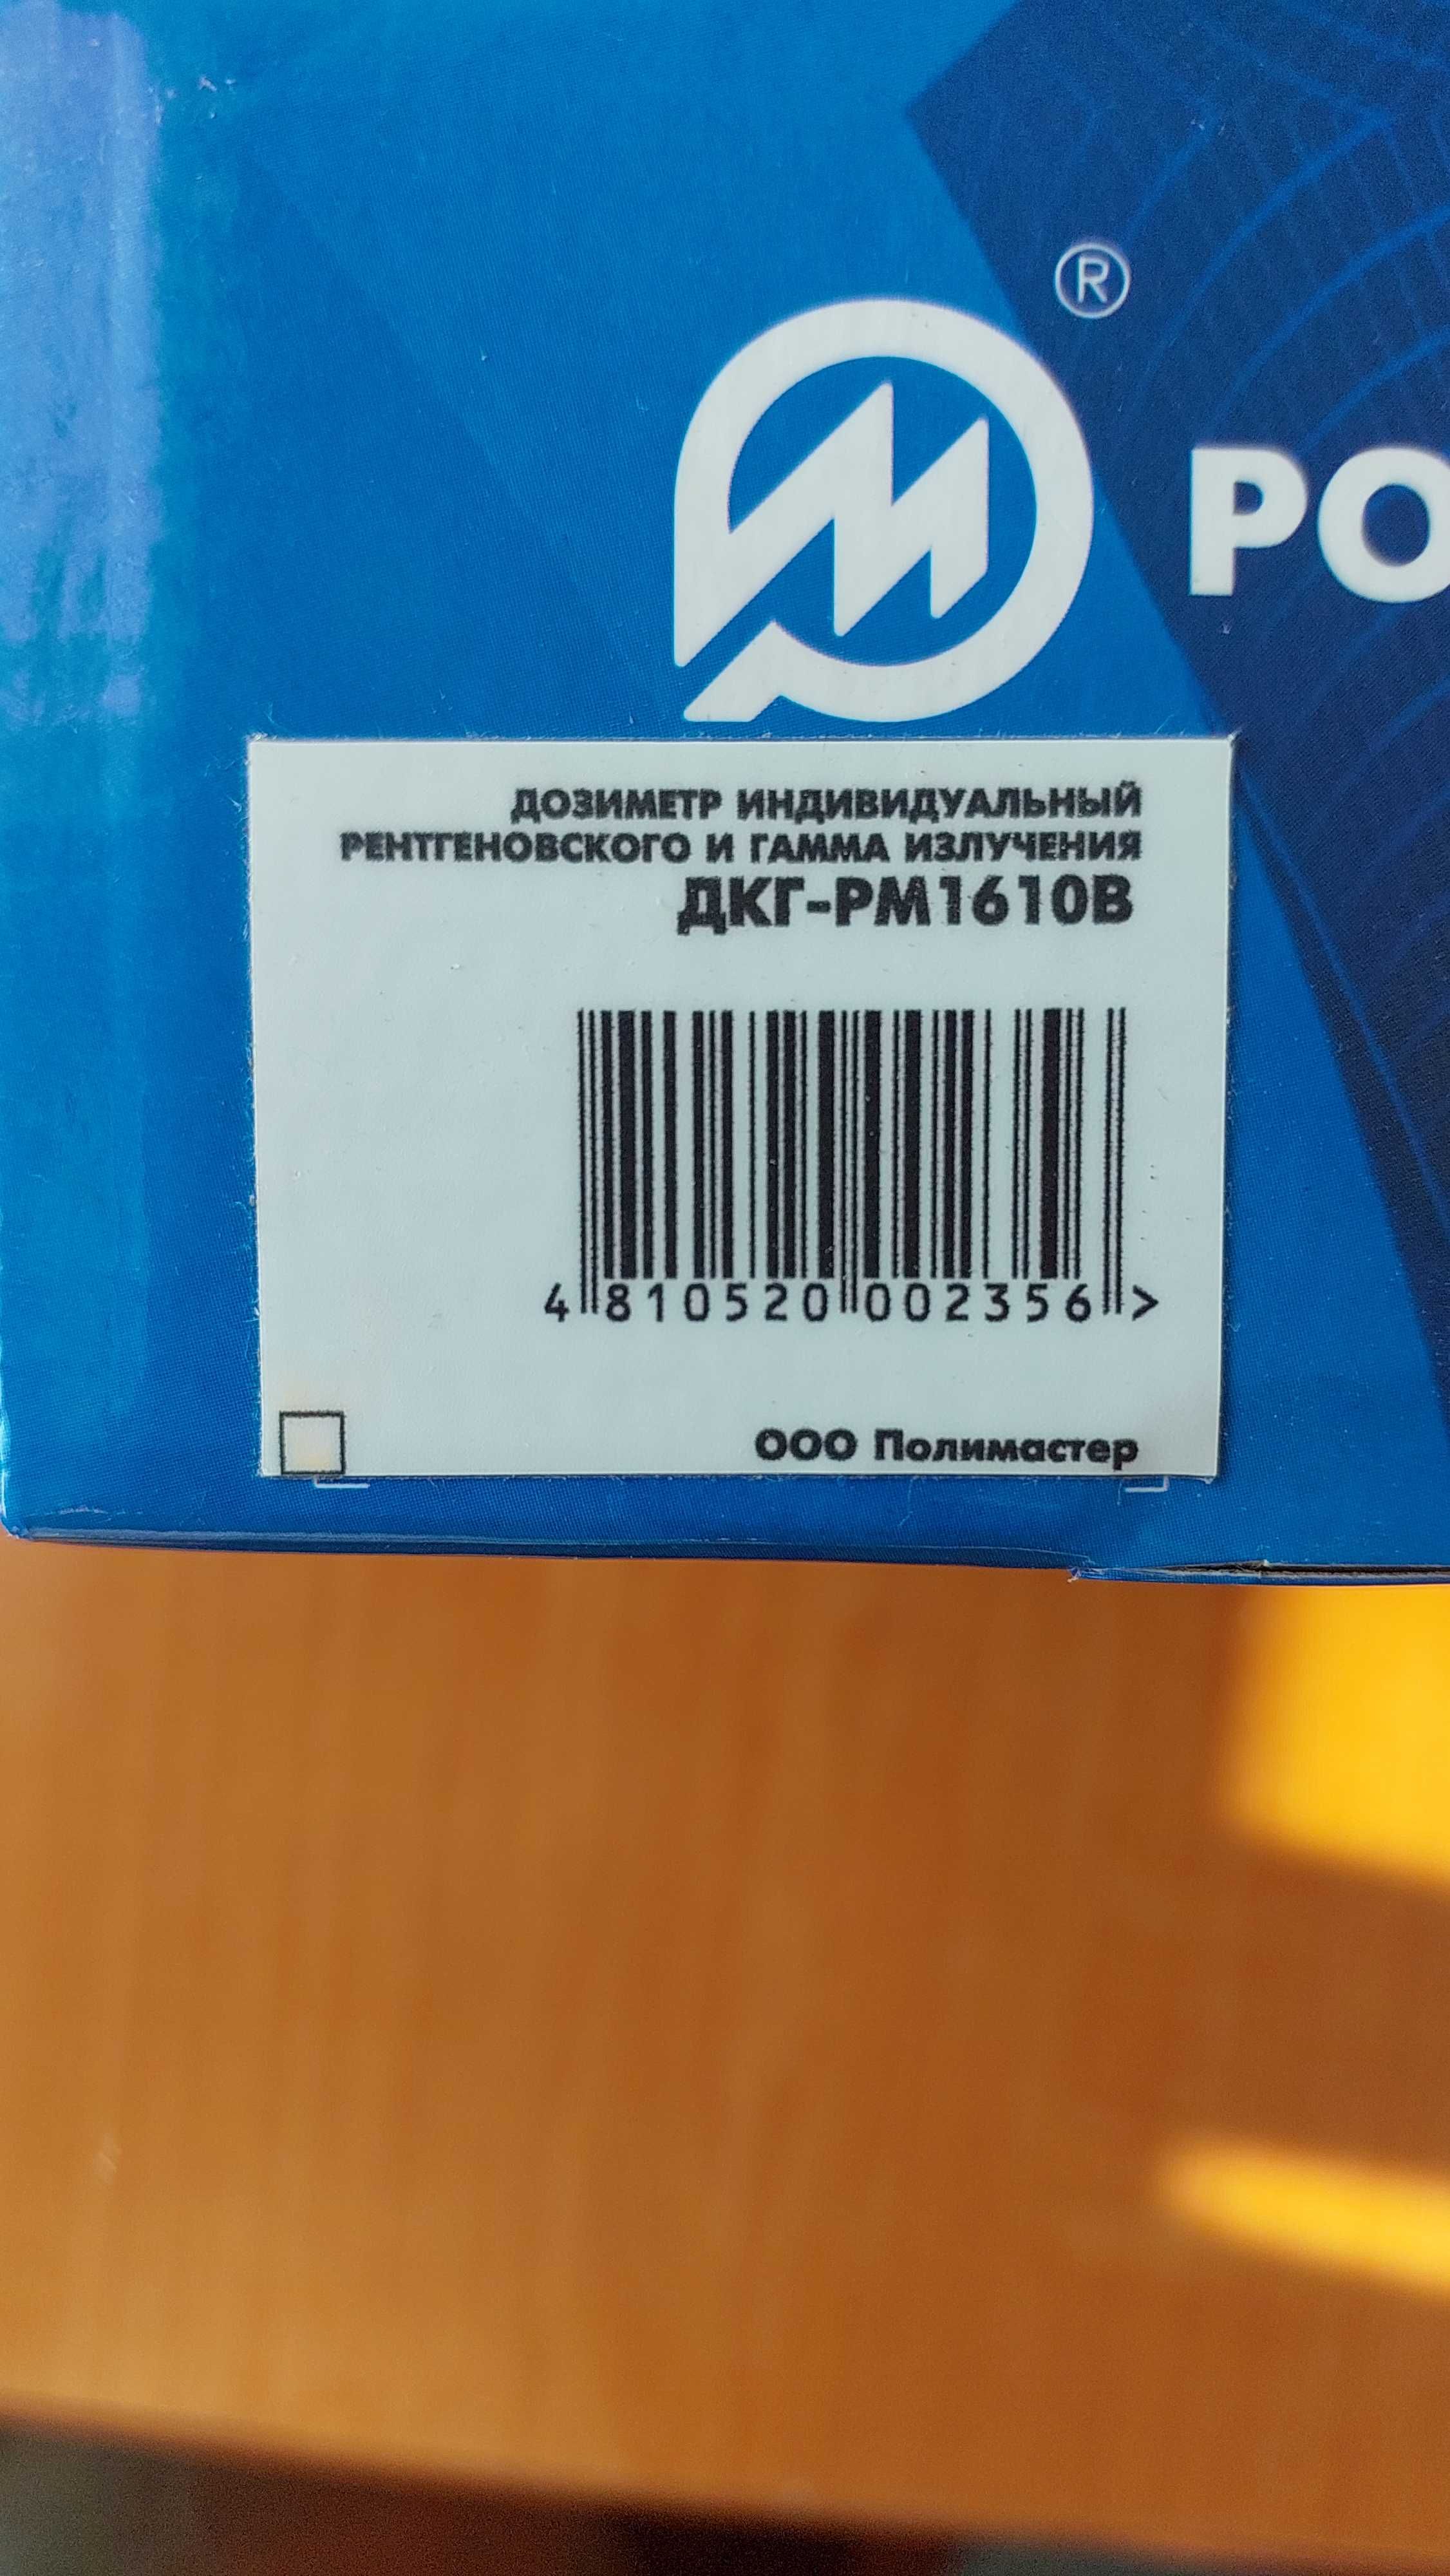 ®
PO
ДОЗИМЕТР ИНДИВИДУАЛЬНЫЙ
РЕНТГЕНОВСКОГО И ГАММА ИЗЛУЧЕНИЯ
ДКГ-РМ1610В
4 810520 002356 >
ООО Полимастер